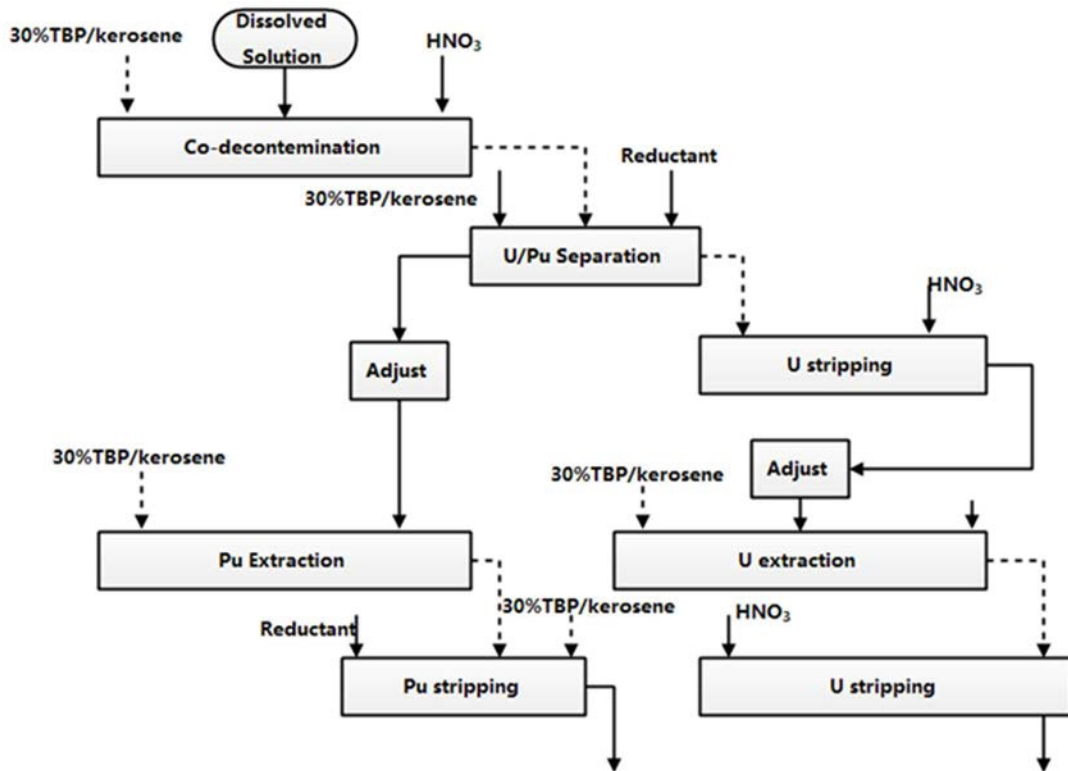 30%TBP/kerosene
Dissolved
Solution
HNO₃
Co-decontemination
30%TBP/kerosene
Reductant
U/Pu Separation
HNO₃
Adjust
U stripping
30%TBP/kerosene
Adjust
30%TBP/kerosene
Pu Extraction
U extraction
30%TBP/kerosene
HNO₃
Reductant
Pu stripping
U stripping